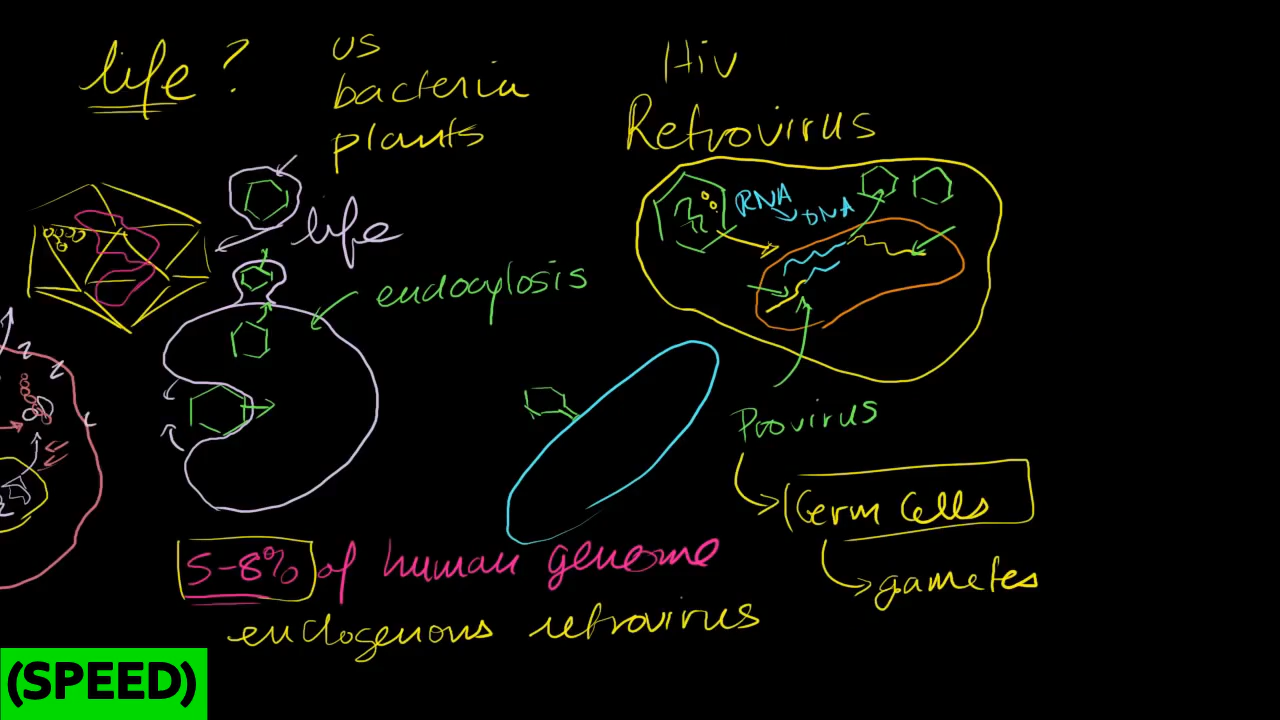 life ?
us
bacteria
plants
Hiv
Retrovirus
RNA
DNA
life
endocytosis
Provirus
Germ Cells
gametes
5-8% of human genome
endogenous retrovirus
(SPEED)